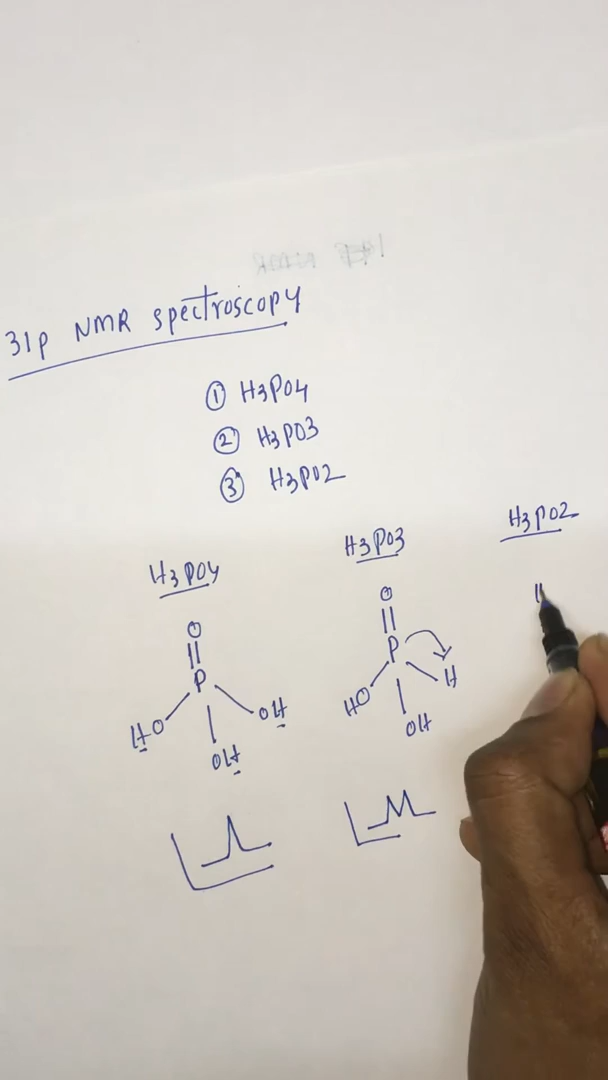 31P NMR spectroscopy
① H3PO4
② H3PO3
③ H3PO2
H3PO4
O
P
HO
OH
OH
H3PO3
O
P
H
HO
OH
H3PO2